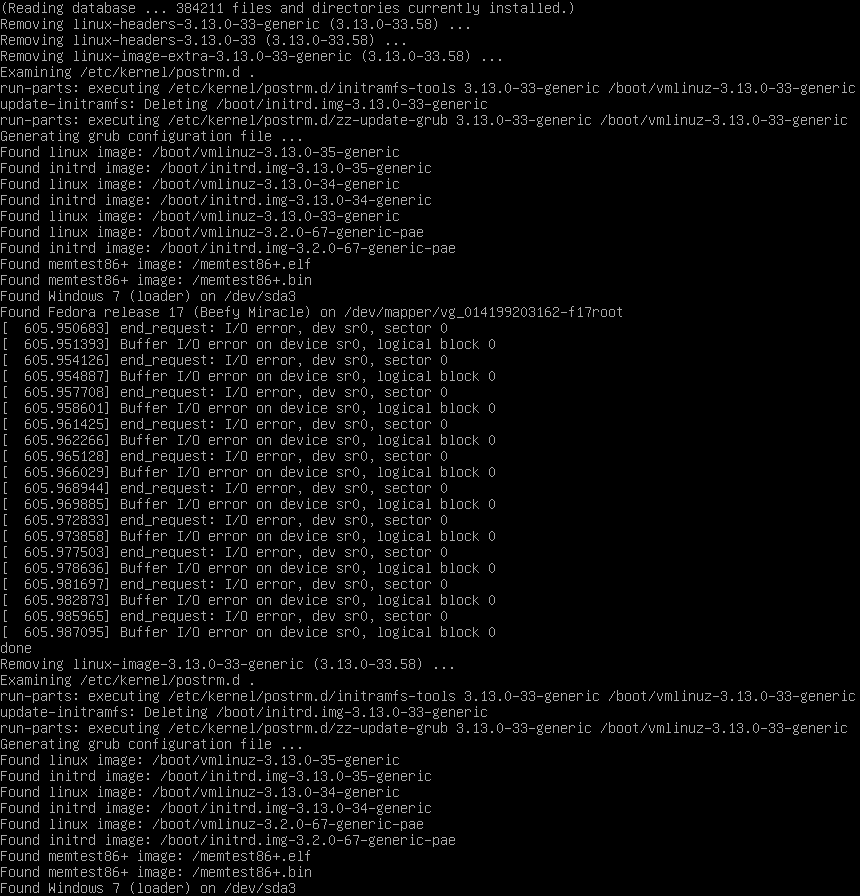 (Reading database ... 384211 files and directories currently installed.)
Removing linux-headers-3.13.0-33-generic (3.13.0-33.58) ...
Removing linux-headers-3.13.0-33 (3.13.0-33.58) ...
Removing linux-image-extra-3.13.0-33-generic (3.13.0-33.58) ...
Examining /etc/kernel/postrm.d .
run-parts: executing /etc/kernel/postrm.d/initramfs-tools 3.13.0-33-generic /boot/vmlinuz-3.13.0-33-generic
update-initramfs: Deleting /boot/initrd.img-3.13.0-33-generic
run-parts: executing /etc/kernel/postrm.d/zz-update-grub 3.13.0-33-generic /boot/vmlinuz-3.13.0-33-generic
Generating grub configuration file ...
Found linux image: /boot/vmlinuz-3.13.0-35-generic
Found initrd image: /boot/initrd.img-3.13.0-35-generic
Found linux image: /boot/vmlinuz-3.13.0-34-generic
Found initrd image: /boot/initrd.img-3.13.0-34-generic
Found linux image: /boot/vmlinuz-3.13.0-33-generic
Found linux image: /boot/vmlinuz-3.2.0-67-generic-pae
Found initrd image: /boot/initrd.img-3.2.0-67-generic-pae
Found memtest86+ image: /memtest86+.elf
Found memtest86+ image: /memtest86+.bin
Found Windows 7 (loader) on /dev/sda3
Found Fedora release 17 (Beefy Miracle) on /dev/mapper/vg_014199203162-f17root
[  605.950683] end_request: I/O error, dev sr0, sector 0
[  605.951393] Buffer I/O error on device sr0, logical block 0
[  605.954126] end_request: I/O error, dev sr0, sector 0
[  605.954887] Buffer I/O error on device sr0, logical block 0
[  605.957708] end_request: I/O error, dev sr0, sector 0
[  605.958601] Buffer I/O error on device sr0, logical block 0
[  605.961425] end_request: I/O error, dev sr0, sector 0
[  605.962266] Buffer I/O error on device sr0, logical block 0
[  605.965128] end_request: I/O error, dev sr0, sector 0
[  605.966029] Buffer I/O error on device sr0, logical block 0
[  605.968944] end_request: I/O error, dev sr0, sector 0
[  605.969885] Buffer I/O error on device sr0, logical block 0
[  605.972833] end_request: I/O error, dev sr0, sector 0
[  605.973858] Buffer I/O error on device sr0, logical block 0
[  605.977503] end_request: I/O error, dev sr0, sector 0
[  605.978636] Buffer I/O error on device sr0, logical block 0
[  605.981697] end_request: I/O error, dev sr0, sector 0
[  605.982873] Buffer I/O error on device sr0, logical block 0
[  605.985965] end_request: I/O error, dev sr0, sector 0
[  605.987095] Buffer I/O error on device sr0, logical block 0
done
Removing linux-image-3.13.0-33-generic (3.13.0-33.58) ...
Examining /etc/kernel/postrm.d .
run-parts: executing /etc/kernel/postrm.d/initramfs-tools 3.13.0-33-generic /boot/vmlinuz-3.13.0-33-generic
update-initramfs: Deleting /boot/initrd.img-3.13.0-33-generic
run-parts: executing /etc/kernel/postrm.d/zz-update-grub 3.13.0-33-generic /boot/vmlinuz-3.13.0-33-generic
Generating grub configuration file ...
Found linux image: /boot/vmlinuz-3.13.0-35-generic
Found initrd image: /boot/initrd.img-3.13.0-35-generic
Found linux image: /boot/vmlinuz-3.13.0-34-generic
Found initrd image: /boot/initrd.img-3.13.0-34-generic
Found linux image: /boot/vmlinuz-3.2.0-67-generic-pae
Found initrd image: /boot/initrd.img-3.2.0-67-generic-pae
Found memtest86+ image: /memtest86+.elf
Found memtest86+ image: /memtest86+.bin
Found Windows 7 (loader) on /dev/sda3